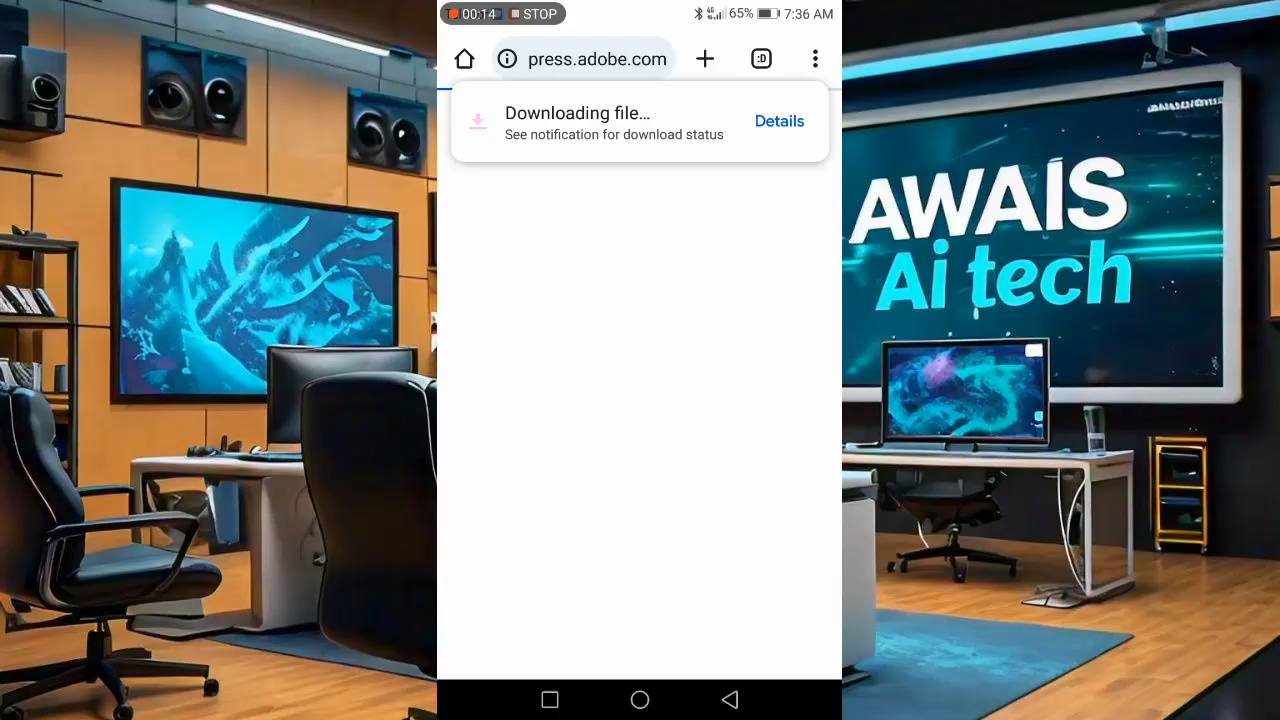 00:14 STOP
4G 65% 7:36 AM
press.adobe.com
:D
Downloading file...
See notification for download status
Details
AWAIS
Ai tech